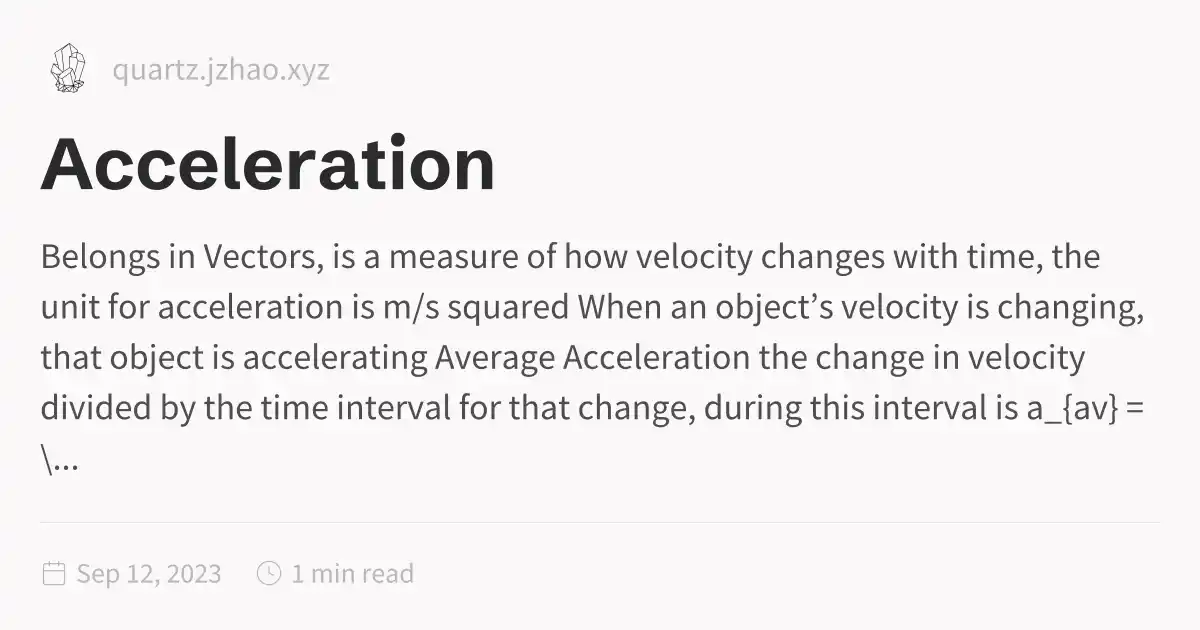 quartz.jzhao.xyz
Acceleration
Belongs in Vectors, is a measure of how velocity changes with time, the
unit for acceleration is m/s squared When an object’s velocity is changing,
that object is accelerating Average Acceleration the change in velocity
divided by the time interval for that change, during this interval is a_{av} =
\...
Sep 12, 2023 1 min read